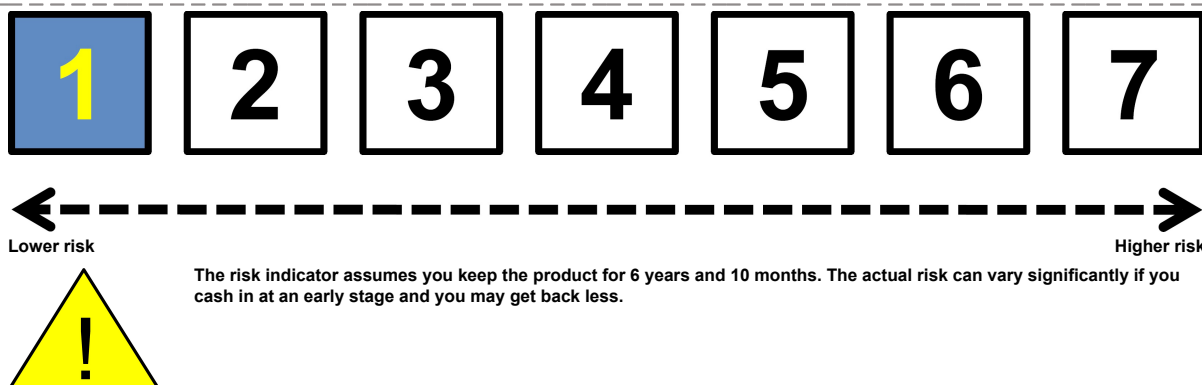 1 2 3 4 5 6 7
Lower risk Higher risk
The risk indicator assumes you keep the product for 6 years and 10 months. The actual risk can vary significantly if you
cash in at an early stage and you may get back less.
!